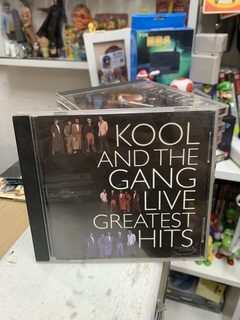 KOOL
AND THE
GANG
LIVE
GREATEST
HITS